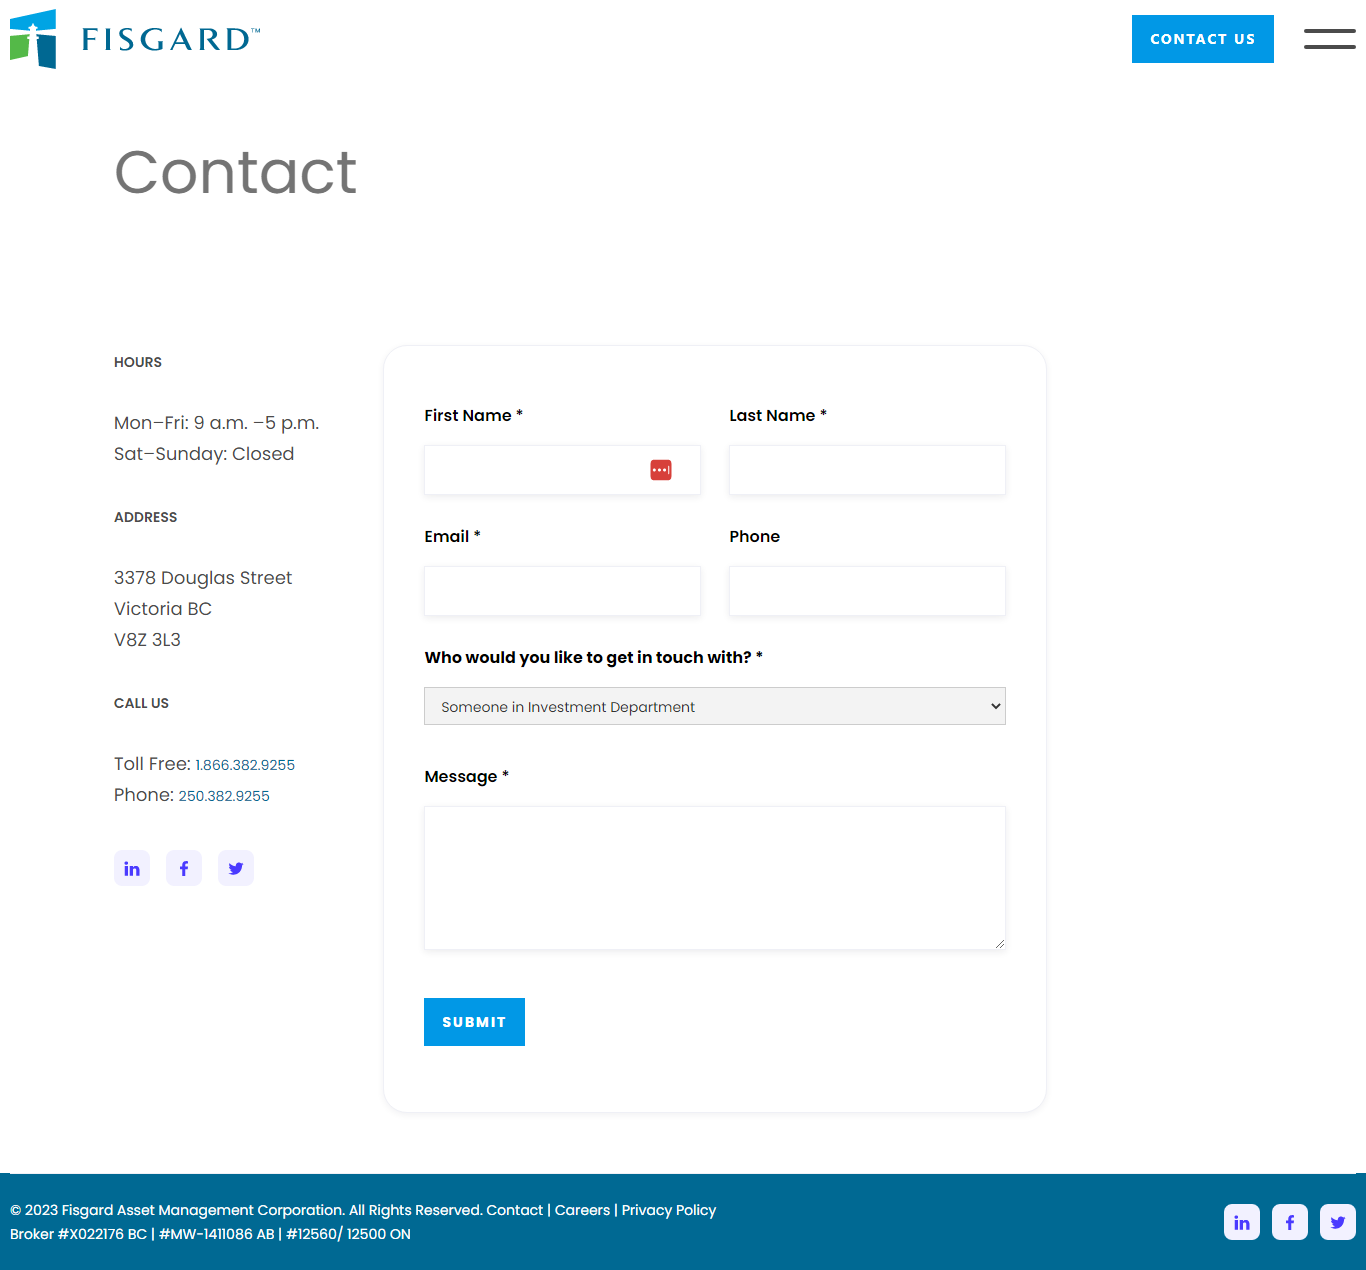 FISGARD™
CONTACT US
Contact
HOURS
Mon–Fri: 9 a.m. –5 p.m.
Sat–Sunday: Closed
ADDRESS
3378 Douglas Street
Victoria BC
V8Z 3L3
CALL US
Toll Free: 1.866.382.9255
Phone: 250.382.9255
First Name *
Last Name *
Email *
Phone
Who would you like to get in touch with? *
Someone in Investment Department
Message *
SUBMIT
© 2023 Fisgard Asset Management Corporation. All Rights Reserved. Contact | Careers | Privacy Policy
Broker #X022176 BC | #MW-1411086 AB | #12560/ 12500 ON